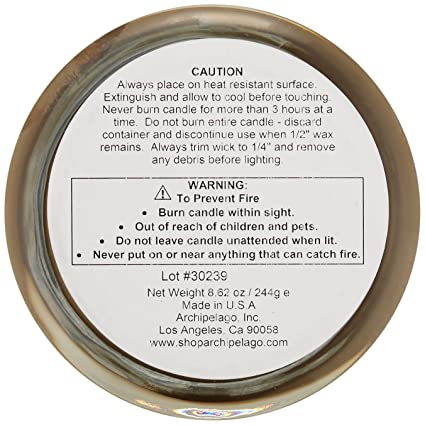 CAUTION
Always place on heat resistant surface.
Extinguish and allow to cool before touching.
Never burn candle for more than 3 hours at a
time. Do not burn entire candle - discard
container and discontinue use when 1/2" wax
remains. Always trim wick to 1/4" and remove
any debris before lighting.
WARNING:
To Prevent Fire
• Burn candle within sight.
• Out of reach of children and pets.
• Do not leave candle unattended when lit.
• Never put on or near anything that can catch fire.
Lot #30239
Net Weight 8.62 oz / 244g e
Made in U.S.A
Archipelago, Inc.
Los Angeles, CA 90058
www.shoparchipelago.com